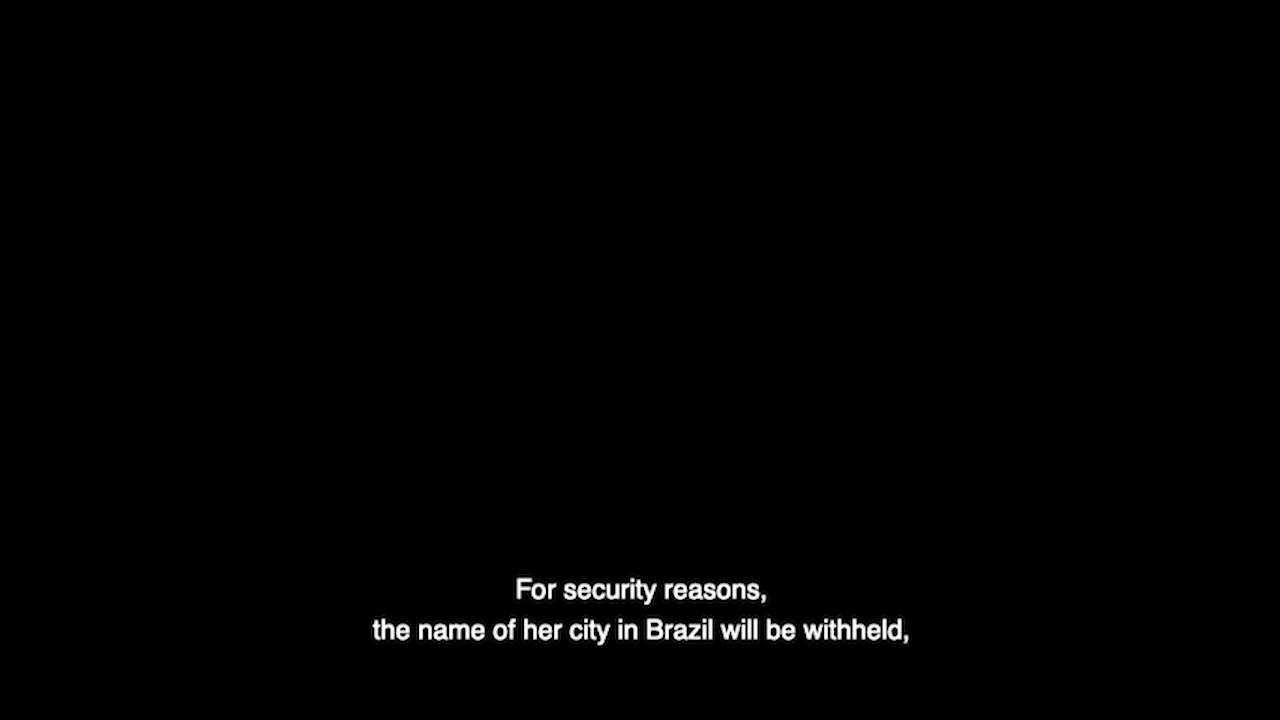 For security reasons,
the name of her city in Brazil will be withheld,